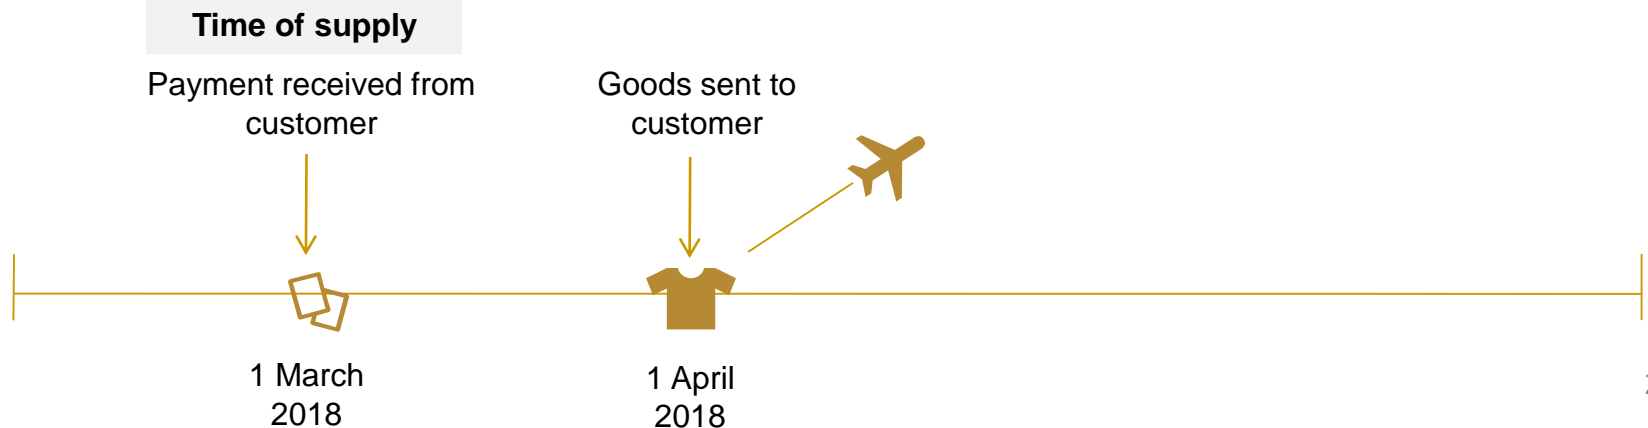 Time of supply
Payment received from
customer
Goods sent to
customer
1 March
2018
1 April
2018